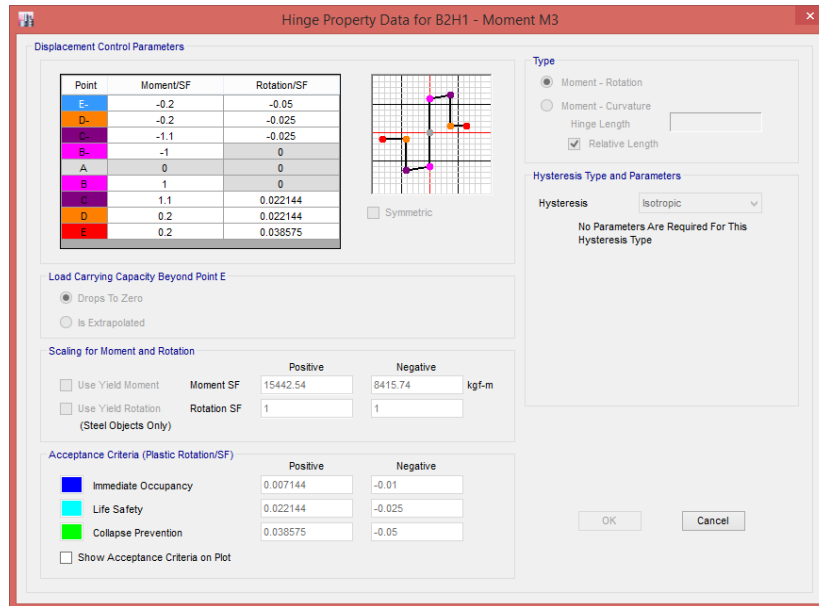 Hinge Property Data for B2H1 - Moment M3
Displacement Control Parameters
Point Moment/SF Rotation/SF
E- -0.2 -0.05
D- -0.2 -0.025
C- -1.1 -0.025
B- -1 0
A 0 0
B 1 0
C 1.1 0.022144
D 0.2 0.022144
E 0.2 0.038575
Symmetric
Load Carrying Capacity Beyond Point E
Drops To Zero
Is Extrapolated
Scaling for Moment and Rotation
Positive Negative
Use Yield Moment Moment SF 15442.54 8415.74 kgf-m
Use Yield Rotation Rotation SF 1 1
(Steel Objects Only)
Acceptance Criteria (Plastic Rotation/SF)
Positive Negative
Immediate Occupancy 0.007144 -0.01
Life Safety 0.022144 -0.025
Collapse Prevention 0.038575 -0.05
Show Acceptance Criteria on Plot
Type
Moment - Rotation
Moment - Curvature
Hinge Length
Relative Length
Hysteresis Type and Parameters
Hysteresis Isotropic
No Parameters Are Required For This
Hysteresis Type
OK Cancel